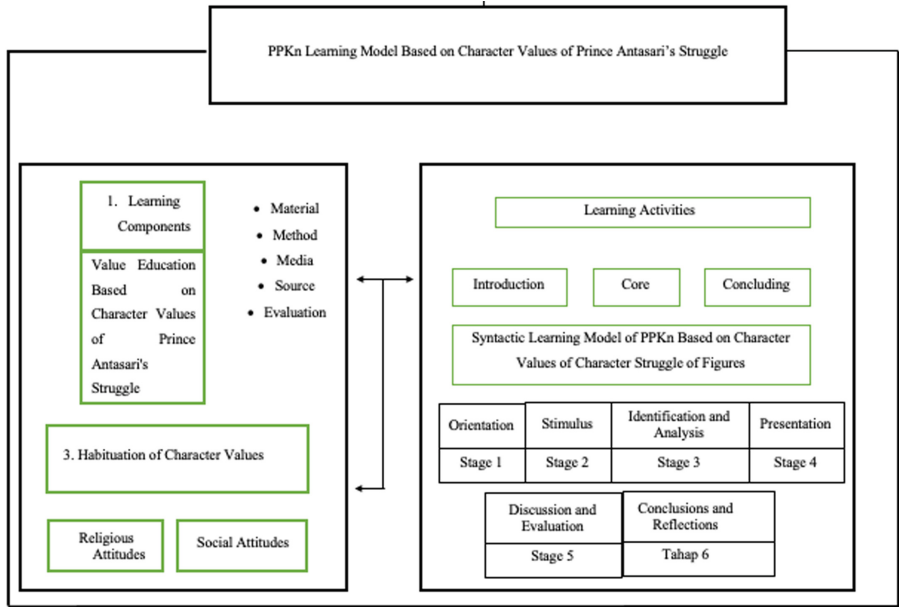 PPKn Learning Model Based on Character Values of Prince Antasari's Struggle
1. Learning
Components
Value Education
Based on
Character Values
of Prince
Antasari's
Struggle
• Material
• Method
• Media
• Source
• Evaluation
3. Habituation of Character Values
Religious
Attitudes
Social Attitudes
Learning Activities
Introduction
Core
Concluding
Syntactic Learning Model of PPKn Based on Character
Values of Character Struggle of Figures
Orientation
Stimulus
Identification and
Analysis
Presentation
Stage 1
Stage 2
Stage 3
Stage 4
Discussion and
Evaluation
Conclusions and
Reflections
Stage 5
Tahap 6